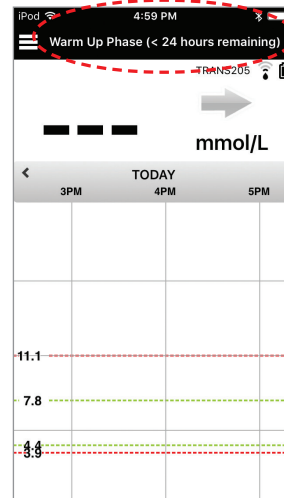 iPod 4:59 PM
Warm Up Phase (< 24 hours remaining)
TRANS205
– – –
mmol/L
< TODAY
3PM 4PM 5PM
11.1
7.8
4.4
3.9